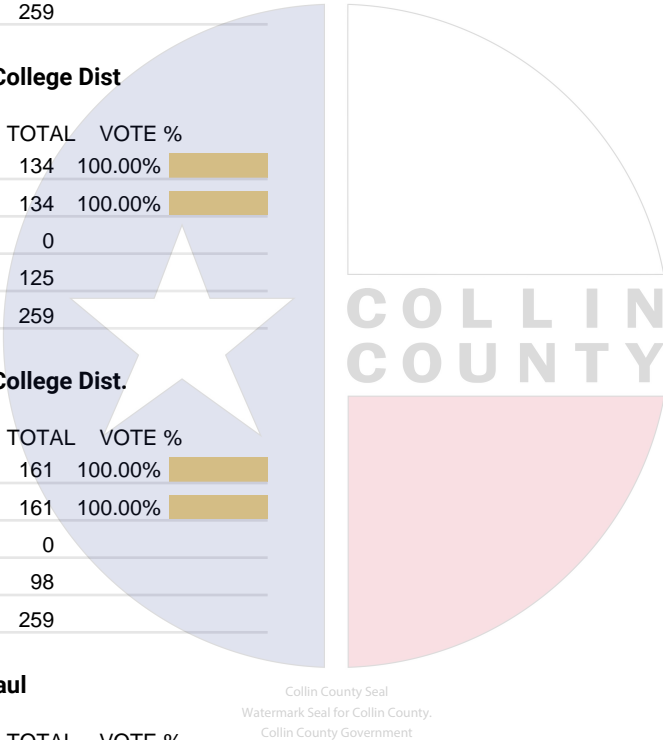 259
College Dist
TOTAL VOTE %
134 100.00%
134 100.00%
0
125
259
College Dist.
TOTAL VOTE %
161 100.00%
161 100.00%
0
98
259
aul
TOTAL VOTE %
COLLIN
COUNTY
Collin County Seal
Watermark Seal for Collin County.
Collin County Government